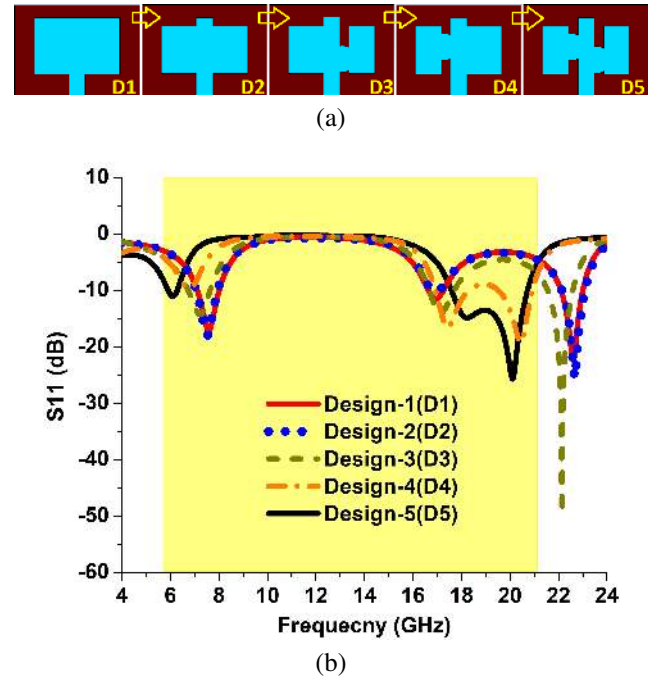 D1 D2 D3 D4 D5
(a)
10
0
-10
-20
-30
-40
-50
-60
S11 (dB)
Design-1(D1)
Design-2(D2)
Design-3(D3)
Design-4(D4)
Design-5(D5)
4 6 8 10 12 14 16 18 20 22 24
Frequecny (GHz)
(b)